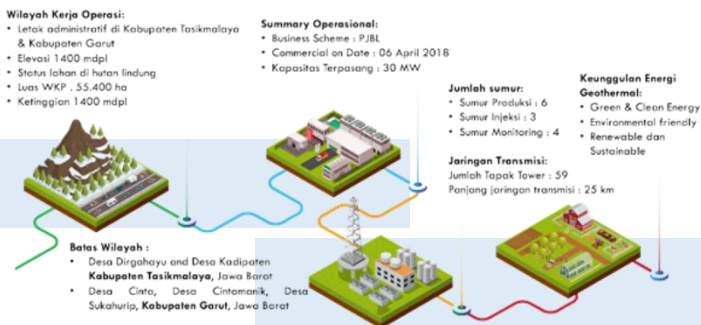 Wilayah Kerja Operasi:
• Letak administratif di Kabupaten Tasikmalaya
& Kabupaten Garut
• Elevasi 1400 mdpl
• Status lahan di hutan lindung
• Luas WKP . 55.400 ha
• Ketinggian 1400 mdpl
Summary Operasional:
• Business Scheme : PJBL
• Commercial on Date : 06 April 2018
• Kapasitas Terpasang : 30 MW
Jumlah sumur:
• Sumur Produksi : 6
• Sumur Injeksi : 3
• Sumur Monitoring : 4
Jaringan Transmisi:
Jumlah Tapak Tower : 59
Panjang jaringan transmisi : 25 km
Keunggulan Energi
Geothermal:
• Green & Clean Energy
• Environmental friendly
• Renewable dan
Sustainable
Batas Wilayah :
• Desa Dirgahayu and Desa Kadipaten
Kabupaten Tasikmalaya, Jawa Barat
• Desa Cinta, Desa Cintamanik, Desa
Sukahurip, Kabupaten Garut, Jawa Barat